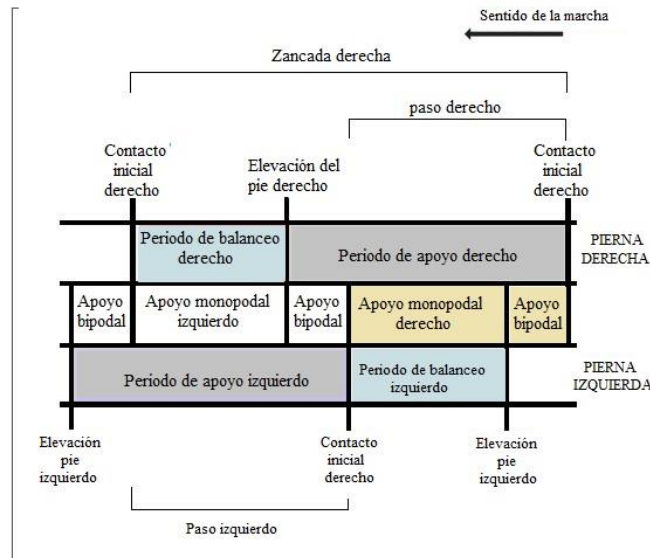 Sentido de la marcha
Zancada derecha
paso derecho
Contacto
inicial
derecho
Elevación del
pie derecho
Contacto
inicial
derecho
Periodo de balanceo
derecho
Periodo de apoyo derecho
PIERNA
DERECHA
Apoyo
bipodal
Apoyo monopodal
izquierdo
Apoyo
bipodal
Apoyo monopodal
derecho
Apoyo
bipodal
Periodo de apoyo izquierdo
Periodo de balanceo
izquierdo
PIERNA
IZQUIERDA
Elevación
pie
izquierdo
Contacto
inicial
derecho
Elevación
pie
izquierdo
Paso izquierdo